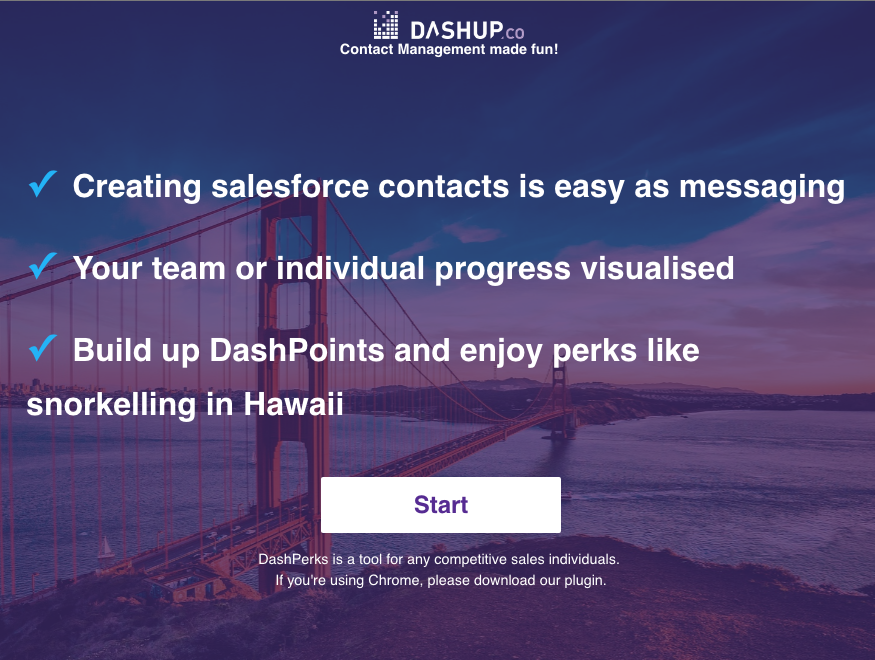 DASHUP.co
Contact Management made fun!
✓ Creating salesforce contacts is easy as messaging
✓ Your team or individual progress visualised
✓ Build up DashPoints and enjoy perks like
snorkelling in Hawaii
Start
DashPerks is a tool for any competitive sales individuals.
If you're using Chrome, please download our plugin.